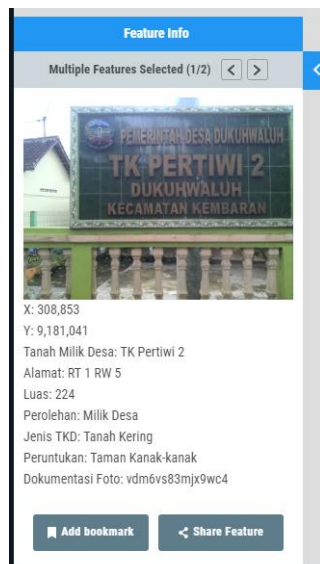 Feature Info
Multiple Features Selected (1/2)
PEMERINTAH DESA DUKUHWALUH
TK PERTIWI 2
DUKUHWALUH
KECAMATAN KEMBARAN
X: 308,853
Y: 9,181,041
Tanah Milik Desa: TK Pertiwi 2
Alamat: RT 1 RW 5
Luas: 224
Perolehan: Milik Desa
Jenis TKD: Tanah Kering
Peruntukan: Taman Kanak-kanak
Dokumentasi Foto: vdm6vs83mjx9wc4
Add bookmark
Share Feature